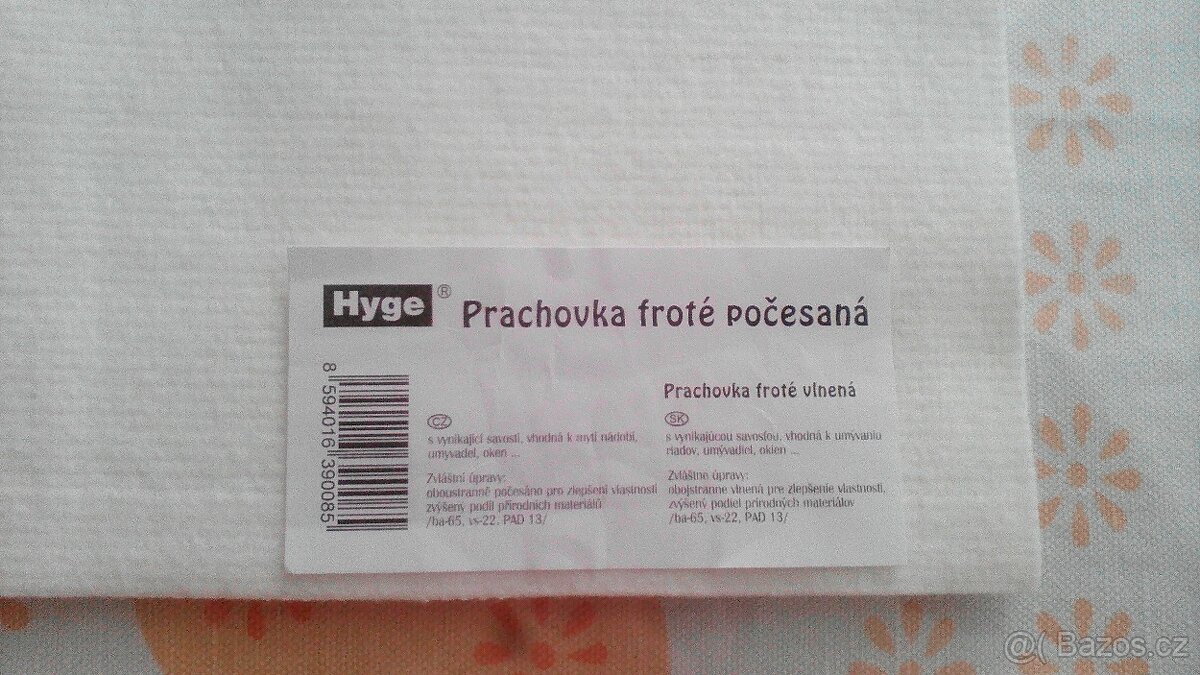 Hyge ®
Prachovka froté počesaná
8 594016 390085
Prachovka froté vlnená
CZ
s vynikající savostí, vhodná k mytí nádobí,
umyvadel, oken ...
Zvláštní úpravy:
oboustranně počesáno pro zlepšení vlastností
zvýšený podíl přírodních materiálů
/ba-65, vs-22, PAD 13/
SK
s vynikajúcou savosťou, vhodná k umývaniu
riadov, umývadiel, okien ...
Zvláštne úpravy:
obojstranne vlnená pre zlepšenie vlastností,
zvýšený podiel prírodných materiálov
/ba-65, vs-22, PAD 13/
@( Bazos.cz